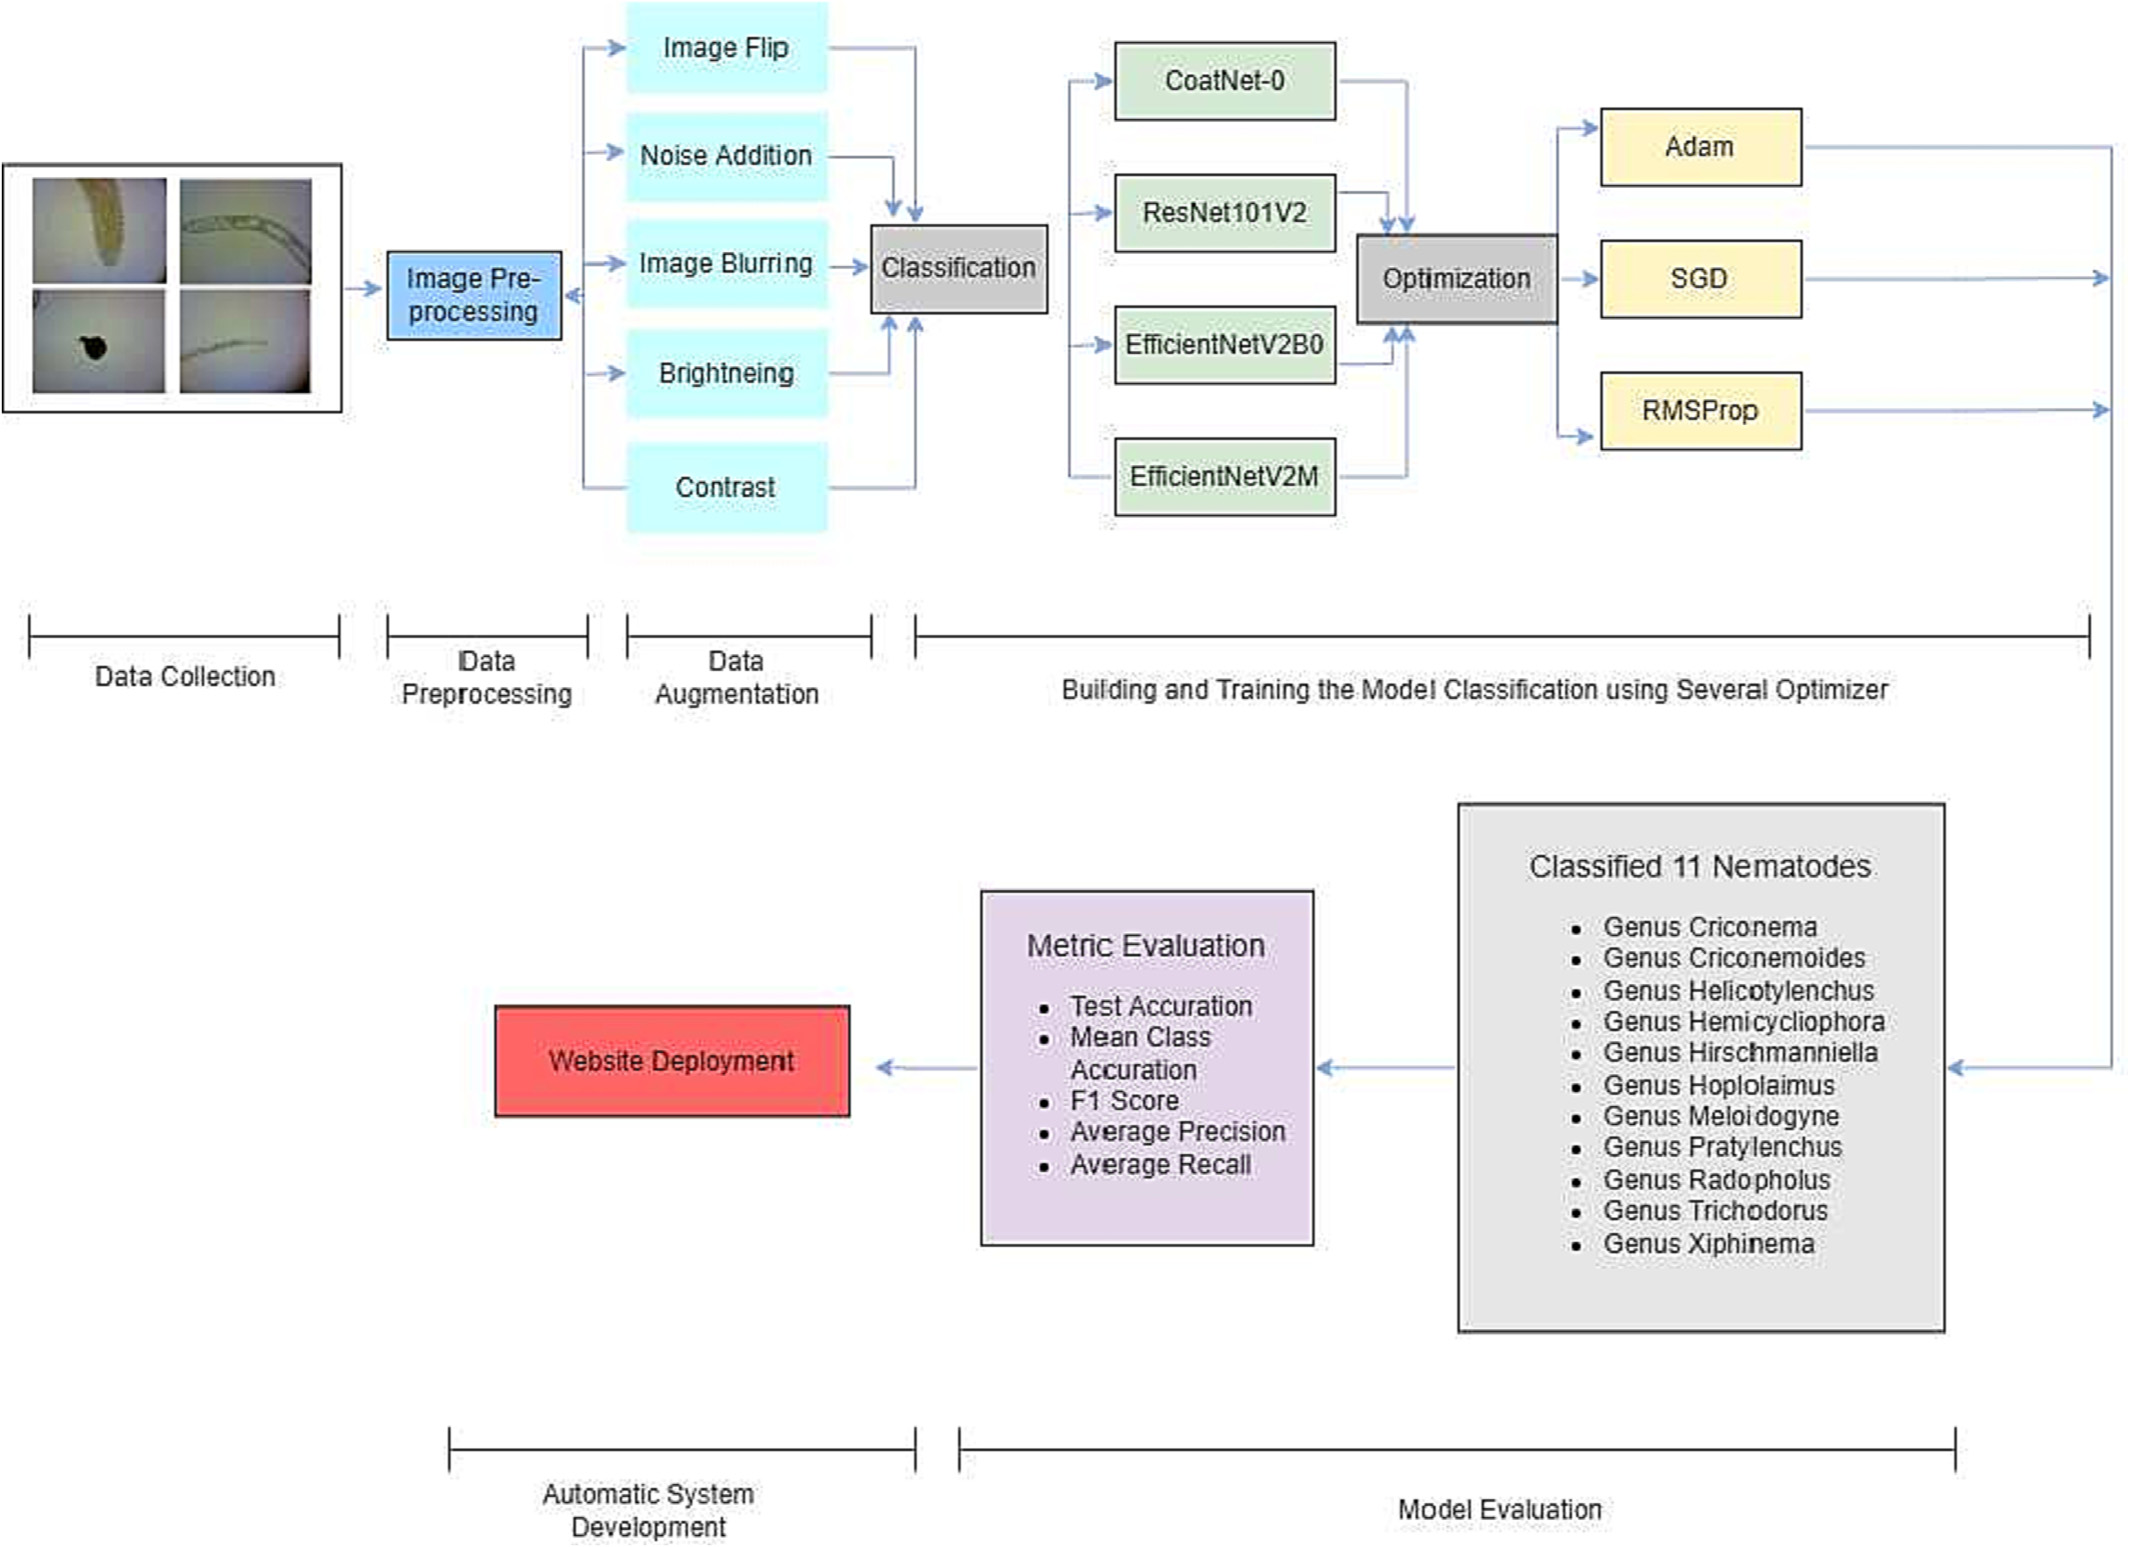 Image Flip
Noise Addition
Image Blurring
Brightneing
Contrast
Image Pre-
processing
Classification
CoatNet-0
ResNet101V2
EfficientNetV2B0
EfficientNetV2M
Optimization
Adam
SGD
RMSProp
Data Collection
Data
Preprocessing
Data
Augmentation
Building and Training the Model Classification using Several Optimizer
Classified 11 Nematodes
Genus Criconema
Genus Criconemoides
Genus Helicotylenchus
Genus Hemicycliophora
Genus Hirschmanniella
Genus Hoplolaimus
Genus Meloidogyne
Genus Pratylenchus
Genus Radopholus
Genus Trichodorus
Genus Xiphinema
Metric Evaluation
Test Accuration
Mean Class
Accuration
F1 Score
Average Precision
Average Recall
Website Deployment
Automatic System
Development
Model Evaluation